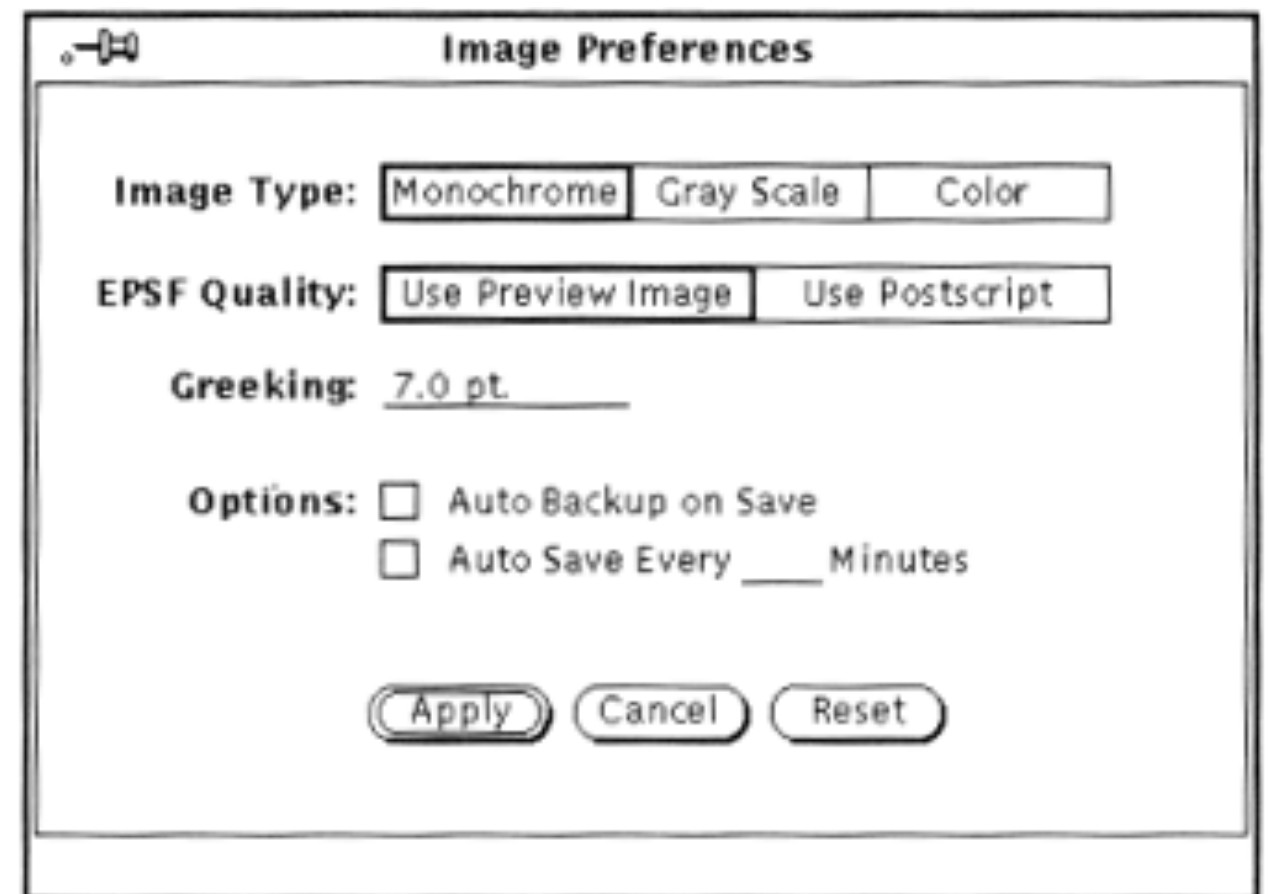 Image Preferences
Image Type: Monochrome Gray Scale Color
EPSF Quality: Use Preview Image Use Postscript
Greeking: 7.0 pt.
Options: Auto Backup on Save
Auto Save Every ____ Minutes
Apply Cancel Reset